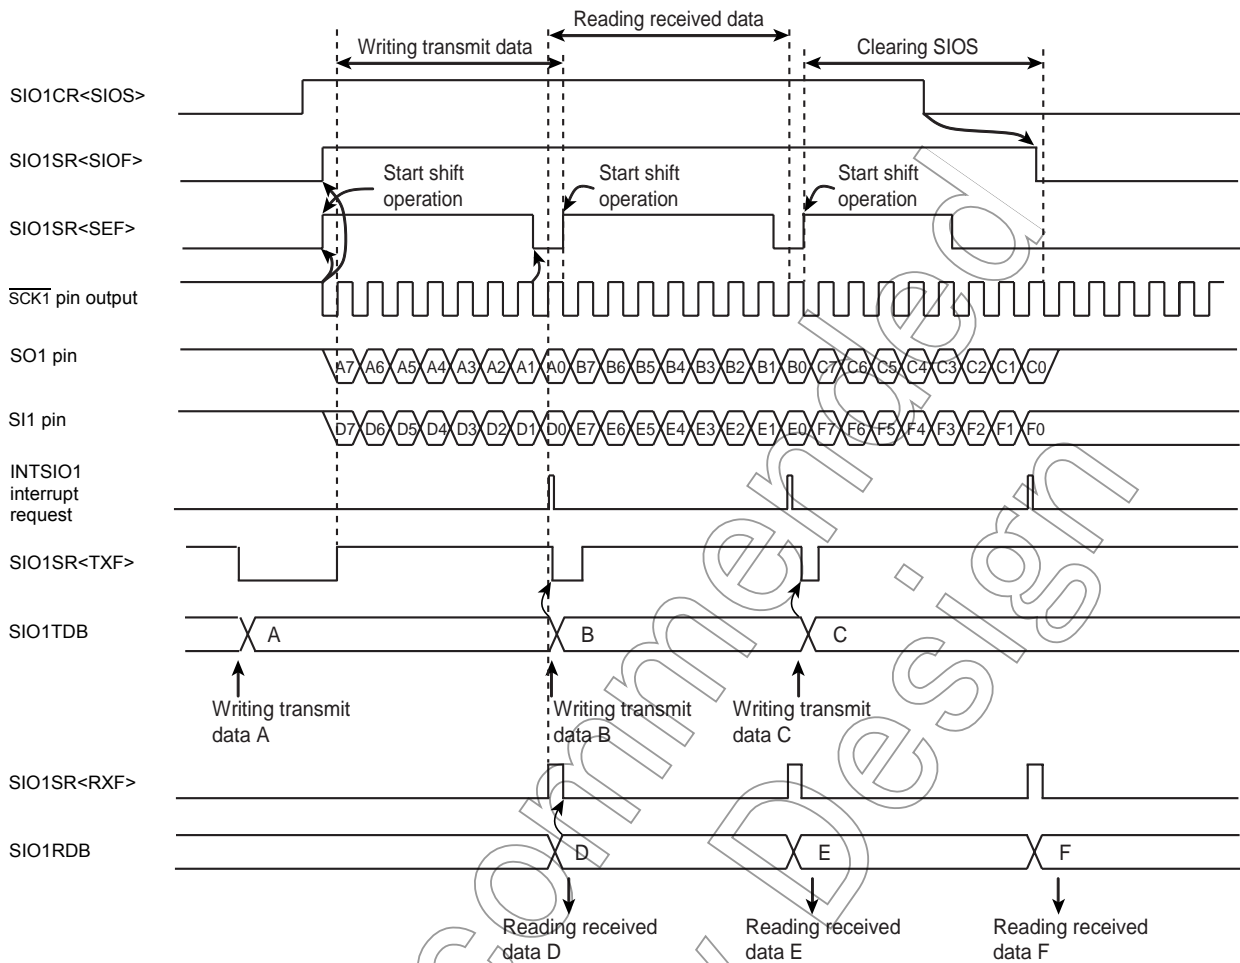 Reading received data
Writing transmit data
Clearing SIOS
SIO1CR<SIOS>
SIO1SR<SIOF>
Start shift
operation
Start shift
operation
Start shift
operation
SIO1SR<SEF>
SCK1 pin output
SO1 pin
A7 A6 A5 A4 A3 A2 A1 A0 B7 B6 B5 B4 B3 B2 B1 B0 C7 C6 C5 C4 C3 C2 C1 C0
SI1 pin
D7 D6 D5 D4 D3 D2 D1 D0 E7 E6 E5 E4 E3 E2 E1 E0 F7 F6 F5 F4 F3 F2 F1 F0
INTSIO1
interrupt
request
SIO1SR<TXF>
SIO1TDB
A B C
Writing transmit
data A
Writing transmit
data B
Writing transmit
data C
SIO1SR<RXF>
SIO1RDB
D E F
Reading received
data D
Reading received
data E
Reading received
data F
commended
Design